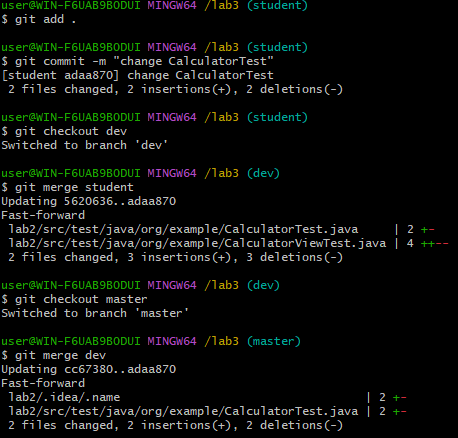 user@WIN-F6UAB9BODUI MINGW64 /lab3 (student)
$ git add .
user@WIN-F6UAB9BODUI MINGW64 /lab3 (student)
$ git commit -m "change CalculatorTest"
[student adaa870] change CalculatorTest
 2 files changed, 2 insertions(+), 2 deletions(-)
user@WIN-F6UAB9BODUI MINGW64 /lab3 (student)
$ git checkout dev
Switched to branch 'dev'
user@WIN-F6UAB9BODUI MINGW64 /lab3 (dev)
$ git merge student
Updating 5620636..adaa870
Fast-forward
 lab2/src/test/java/org/example/CalculatorTest.java     | 2 +-
 lab2/src/test/java/org/example/CalculatorViewTest.java | 4 ++--
 2 files changed, 3 insertions(+), 3 deletions(-)
user@WIN-F6UAB9BODUI MINGW64 /lab3 (dev)
$ git checkout master
Switched to branch 'master'
user@WIN-F6UAB9BODUI MINGW64 /lab3 (master)
$ git merge dev
Updating cc67380..adaa870
Fast-forward
 lab2/.idea/.name                                   | 2 +-
 lab2/src/test/java/org/example/CalculatorTest.java | 2 +-
 2 files changed, 2 insertions(+), 2 deletions(-)